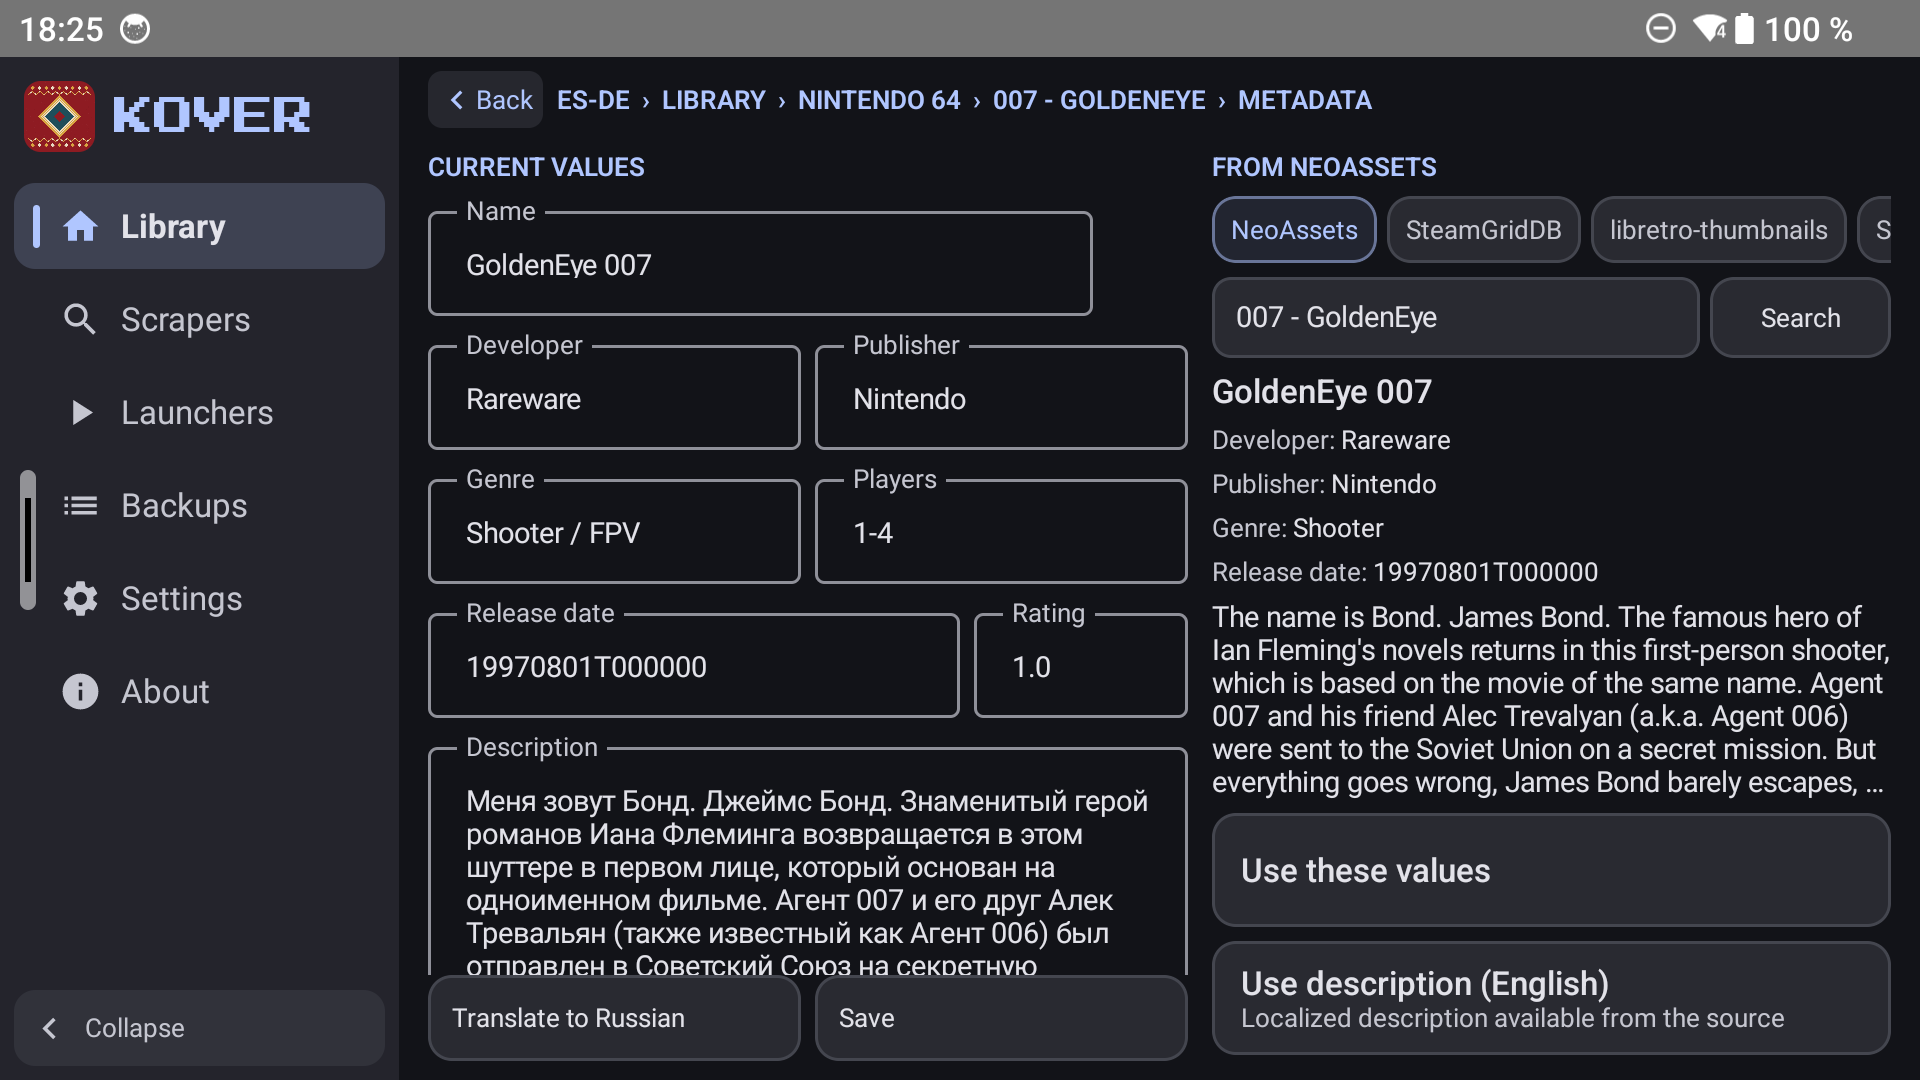 18:25
4 100 %
KOVER
Library
Scrapers
Launchers
Backups
Settings
About
Collapse
Back ES-DE › LIBRARY › NINTENDO 64 › 007 - GOLDENEYE › METADATA
CURRENT VALUES
Name
GoldenEye 007
Developer
Rareware
Publisher
Nintendo
Genre
Shooter / FPV
Players
1-4
Release date
19970801T000000
Rating
1.0
Description
Меня зовут Бонд. Джеймс Бонд. Знаменитый герой
романов Иана Флеминга возвращается в этом
шуттере в первом лице, который основан на
одноименном фильме. Агент 007 и его друг Алек
Тревальян (также известный как Агент 006) был
отправлен в Советский Союз на секретную
Translate to Russian
Save
FROM NEOASSETS
NeoAssets
SteamGridDB
libretro-thumbnails
S
007 - GoldenEye
Search
GoldenEye 007
Developer: Rareware
Publisher: Nintendo
Genre: Shooter
Release date: 19970801T000000
The name is Bond. James Bond. The famous hero of
Ian Fleming's novels returns in this first-person shooter,
which is based on the movie of the same name. Agent
007 and his friend Alec Trevalyan (a.k.a. Agent 006)
were sent to the Soviet Union on a secret mission. But
everything goes wrong, James Bond barely escapes, …
Use these values
Use description (English)
Localized description available from the source